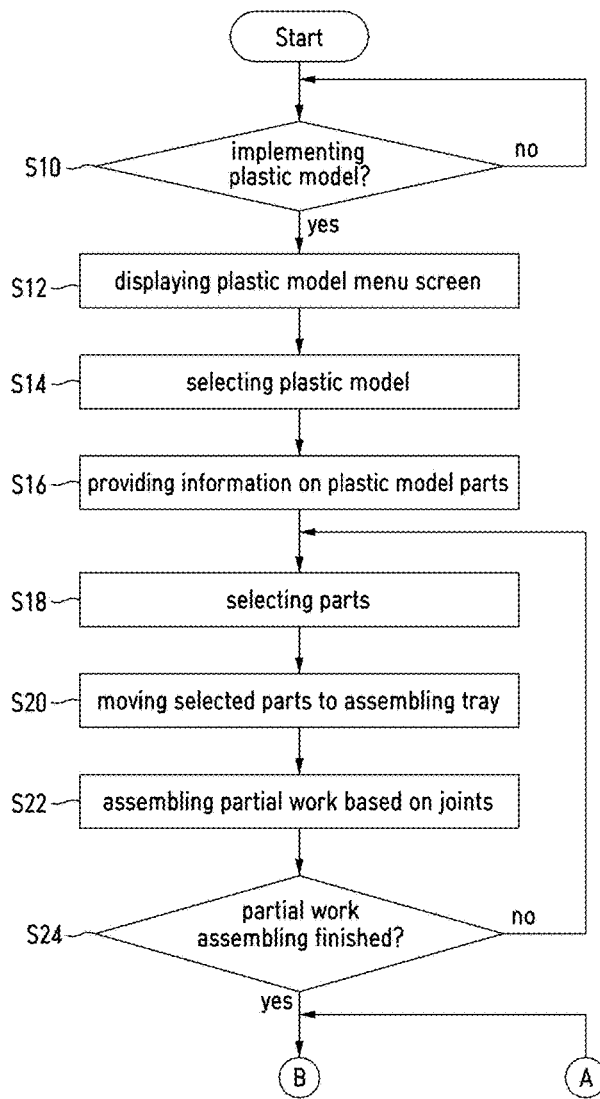 Start
S10
implementing
plastic model?
no
yes
S12
displaying plastic model menu screen
S14
selecting plastic model
S16
providing information on plastic model parts
S18
selecting parts
S20
moving selected parts to assembling tray
S22
assembling partial work based on joints
S24
partial work
assembling finished?
no
yes
B
A